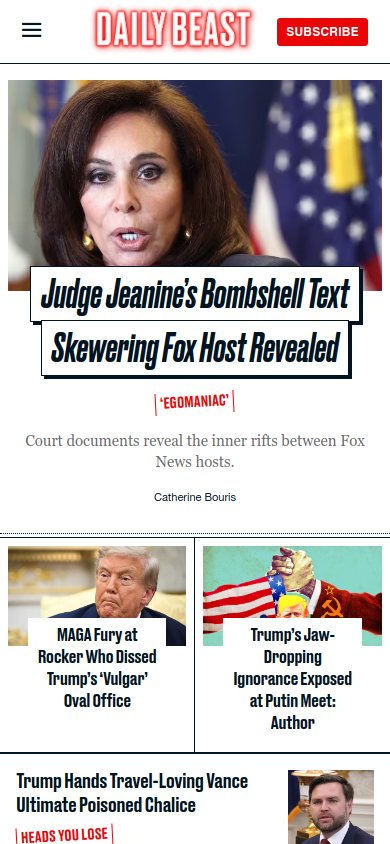 DAILY BEAST
SUBSCRIBE
Judge Jeanine's Bombshell Text
Skewering Fox Host Revealed
‘EGOMANIAC’
Court documents reveal the inner rifts between Fox
News hosts.
Catherine Bouris
MAGA Fury at
Rocker Who Dissed
Trump’s ‘Vulgar’
Oval Office
Trump’s Jaw-
Dropping
Ignorance Exposed
at Putin Meet:
Author
Trump Hands Travel-Loving Vance
Ultimate Poisoned Chalice
HEADS YOU LOSE